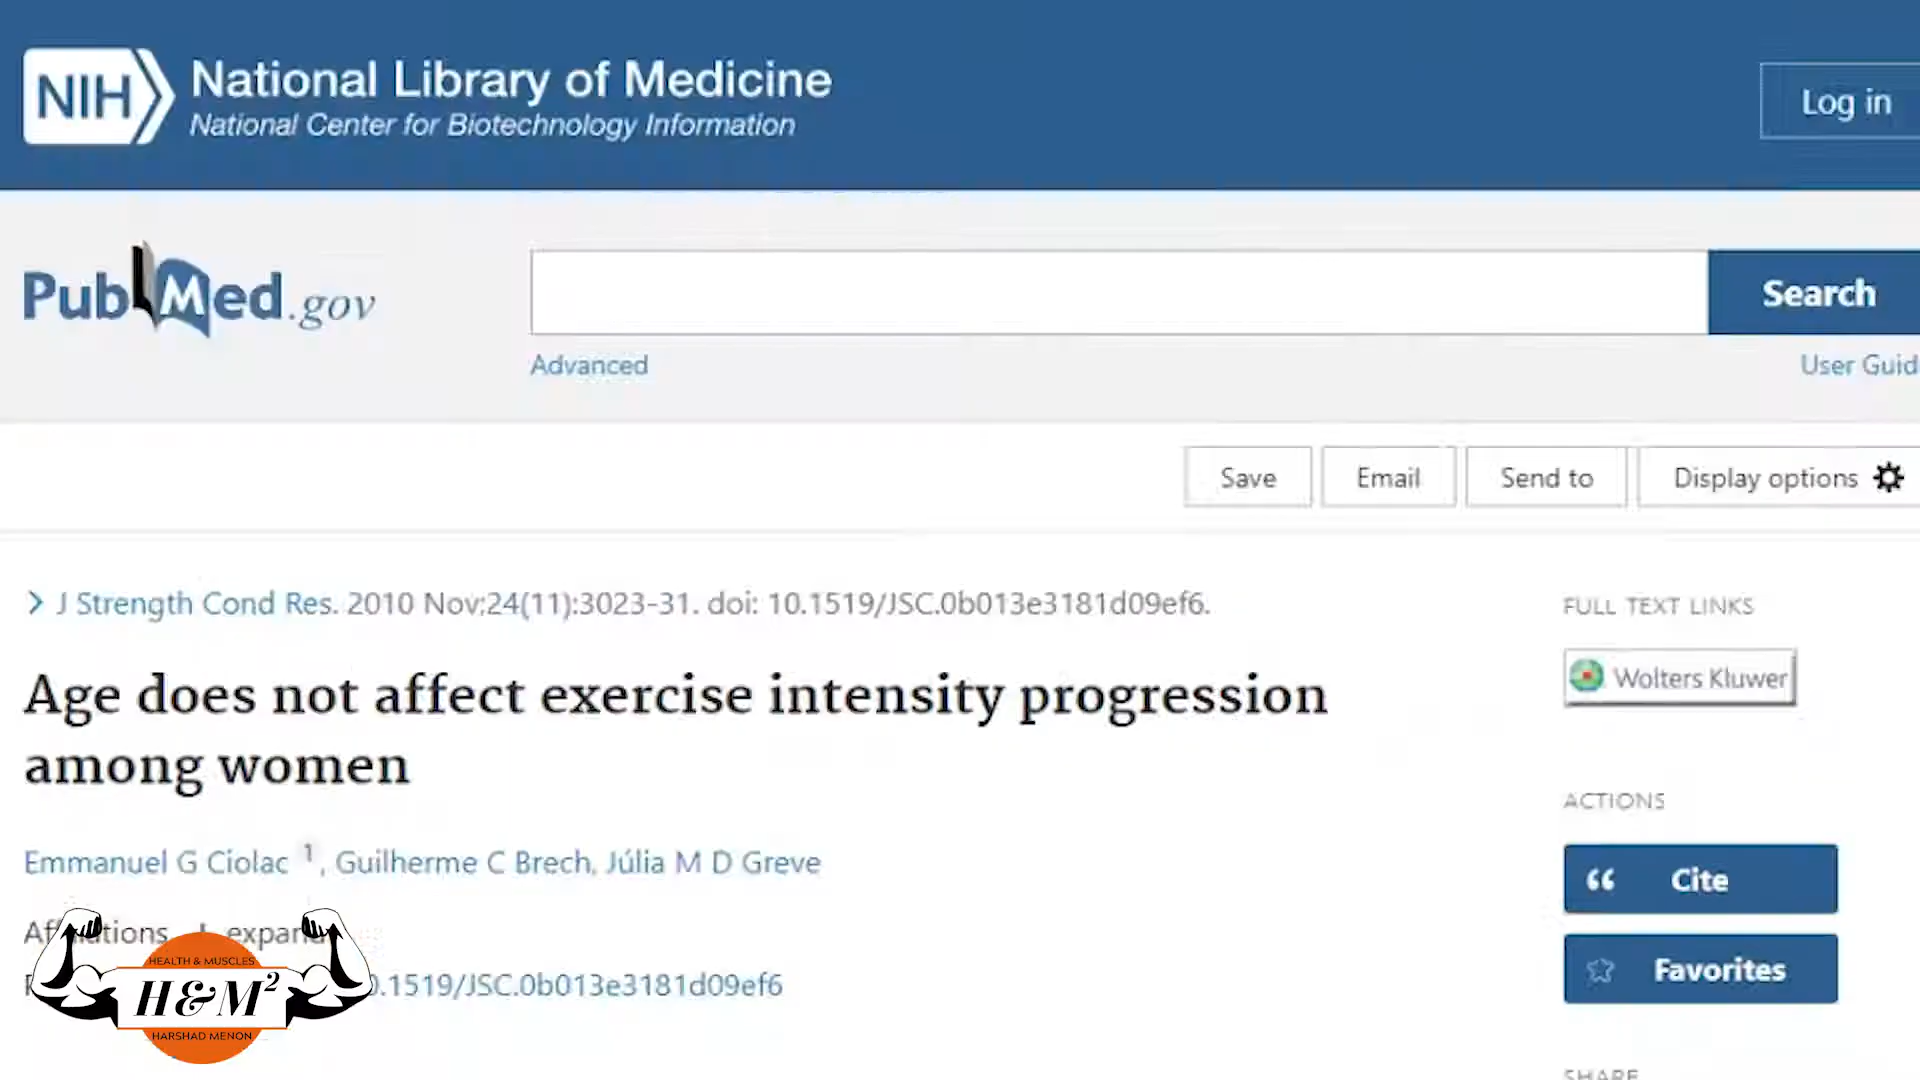 NIH National Library of Medicine
National Center for Biotechnology Information
Log in
PubMed.gov
Search
Advanced
User Guid
Save
Email
Send to
Display options
J Strength Cond Res. 2010 Nov;24(11):3023-31. doi: 10.1519/JSC.0b013e3181d09ef6.
Age does not affect exercise intensity progression
among women
Emmanuel G Ciolac 1, Guilherme C Brech, Júlia M D Greve
expand
0.1519/JSC.0b013e3181d09ef6
FULL TEXT LINKS
Wolters Kluwer
ACTIONS
Cite
Favorites
SHARE
HEALTH & MUSCLES
H&M²
HARSHAD MENON